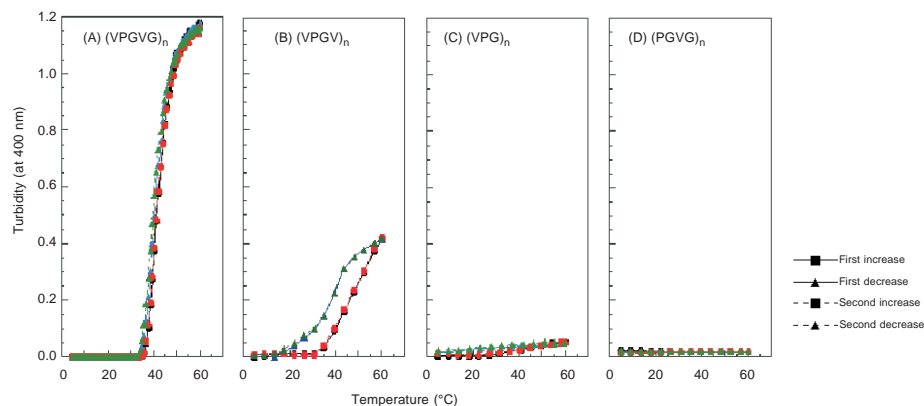 (A) (VPGVG)n
(B) (VPGV)n
(C) (VPG)n
(D) (PGVG)n
Turbidity (at 400 nm)
1.2
1.0
0.8
0.6
0.4
0.2
0.0
0 20 40 60
0 20 40 60
0 20 40 60
0 20 40 60
Temperature (°C)
First increase
First decrease
Second increase
Second decrease